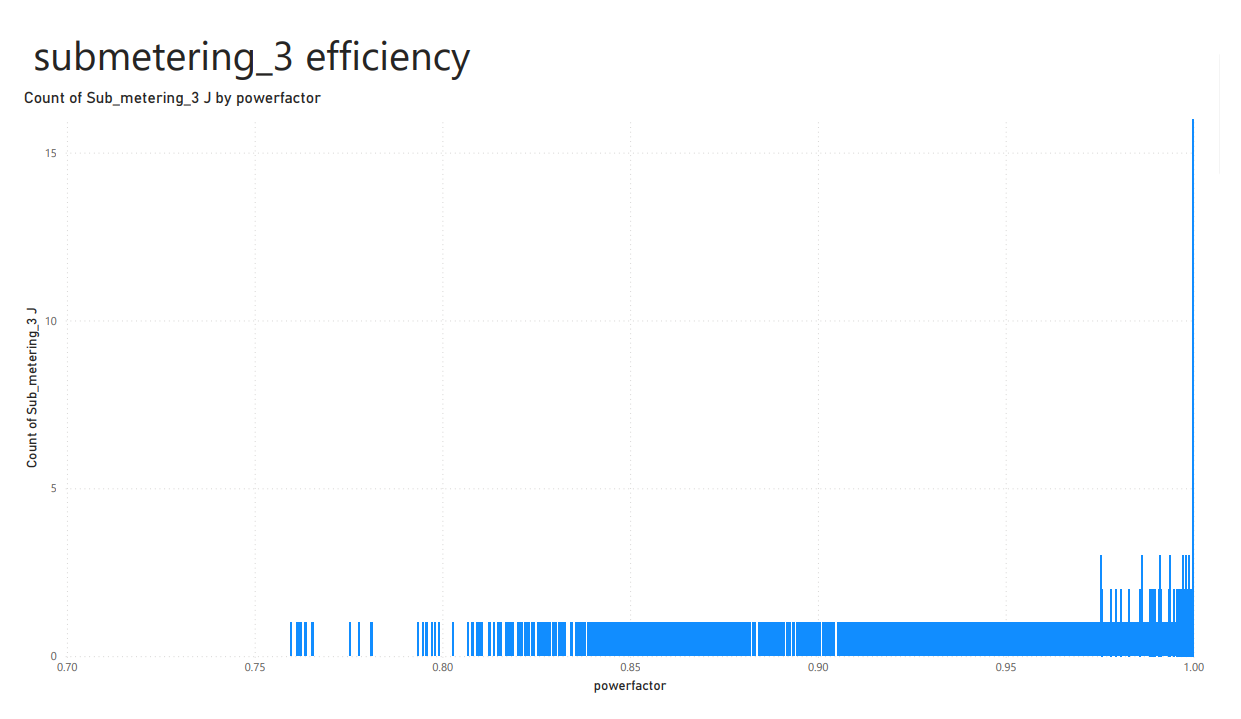 submetering_3 efficiency
Count of Sub_metering_3 J by powerfactor
15
10
5
0
Count of Sub_metering_3 J
0.70 0.75 0.80 0.85 0.90 0.95 1.00
powerfactor